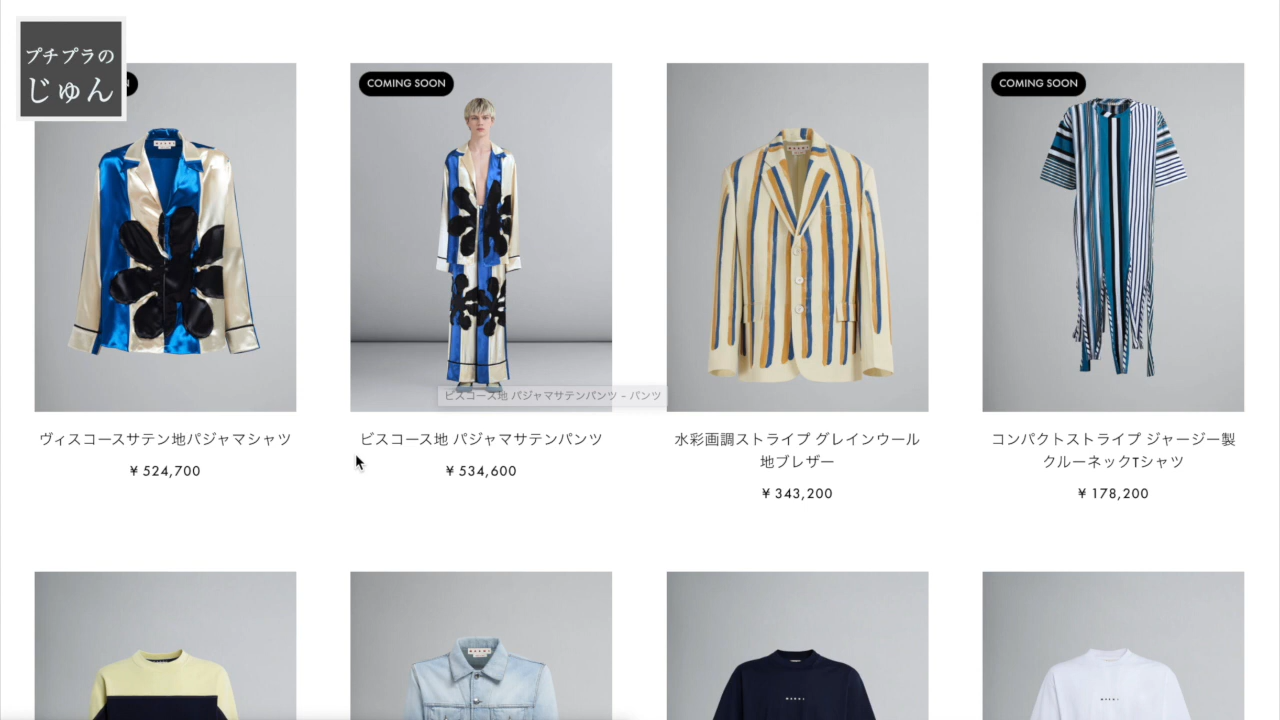 プチプラの
じゅん
COMING SOON
COMING SOON
MARNI
MARNI
ビスコース地 パジャマサテンパンツ - パンツ
ヴィスコースサテン地パジャマシャツ
¥ 524,700
ビスコース地 パジャマサテンパンツ
¥ 534,600
水彩画調ストライプ グレインウール
地ブレザー
¥ 343,200
コンパクトストライプ ジャージー製
クルーネックTシャツ
¥ 178,200
MARNI
MARNI
MARNI